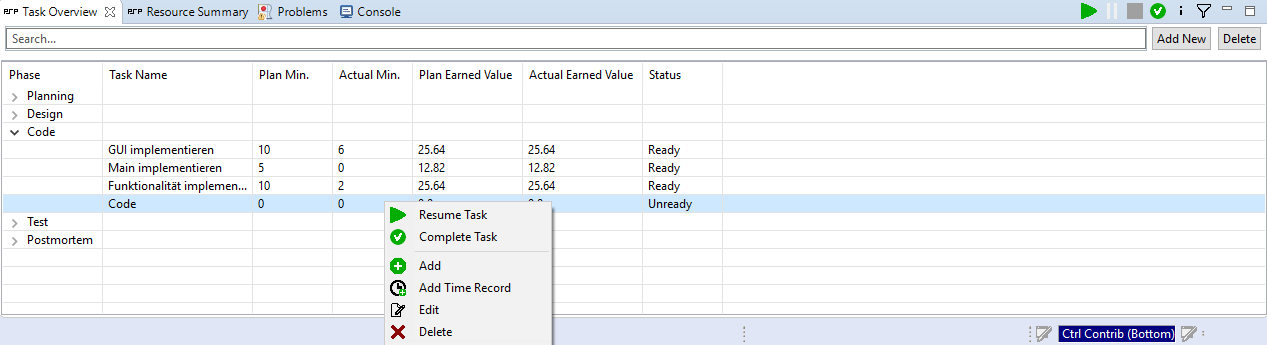 PSP Task Overview PSP Resource Summary Problems Console
Search... Add New Delete
Phase Task Name Plan Min. Actual Min. Plan Earned Value Actual Earned Value Status
Planning
Design
Code
GUI implementieren 10 6 25.64 25.64 Ready
Main implementieren 5 0 12.82 12.82 Ready
Funktionalität implemen... 10 2 25.64 25.64 Ready
Code 0 0 Unready
Test
Postmortem
Resume Task
Complete Task
Add
Add Time Record
Edit
Delete
Ctrl Contrib (Bottom)